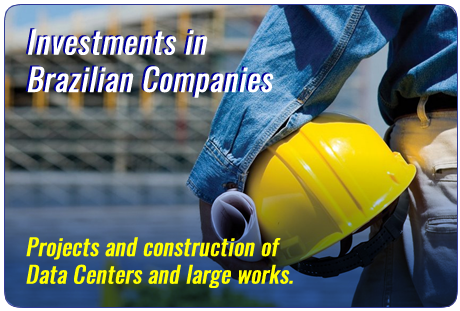 Investments in
Brazilian Companies
Projects and construction of
Data Centers and large works.